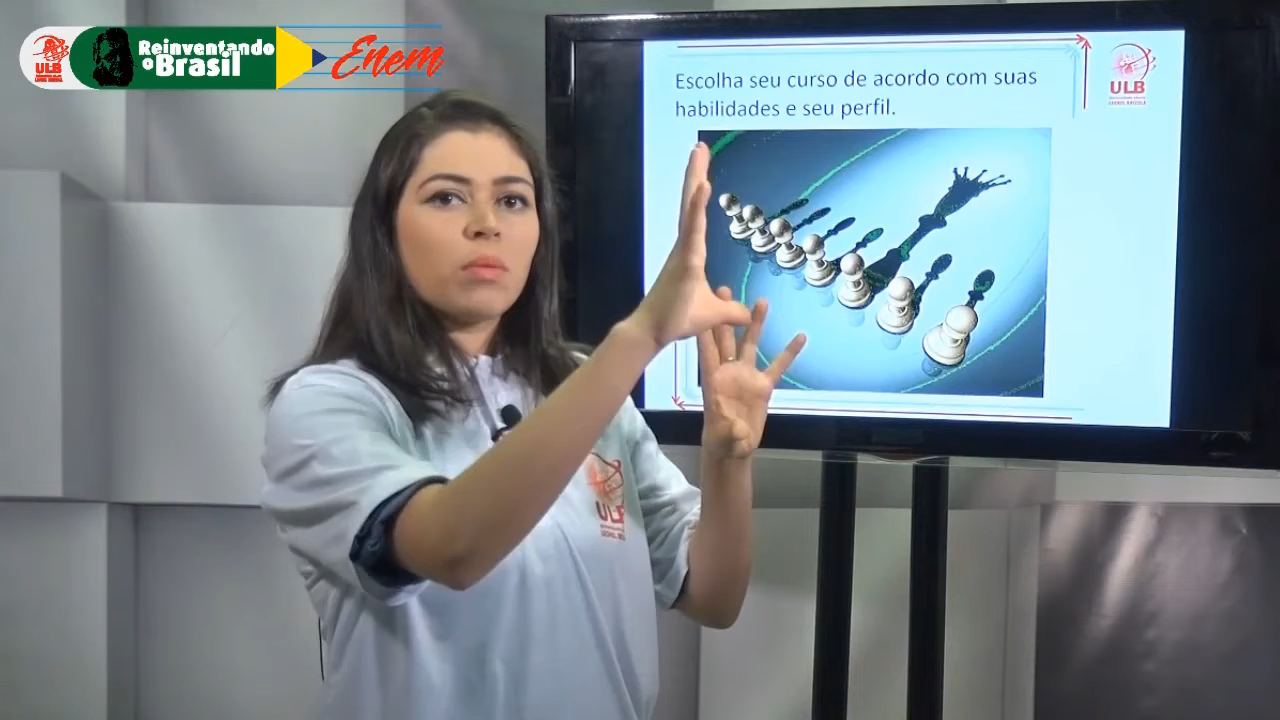 ULB
Reinventando
o Brasil
Enem
Escolha seu curso de acordo com suas
habilidades e seu perfil.
ULB
ULB